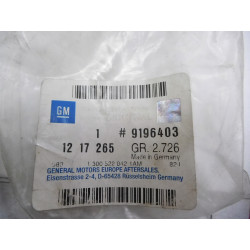 GM
1 # 9196403
12 17 265 GR. 2.726
Made in Germany
GENERAL MOTORS EUROPE AFTERSALES.
Eisenstrasse 2-4, D-65428 Rüsselsheim Germany